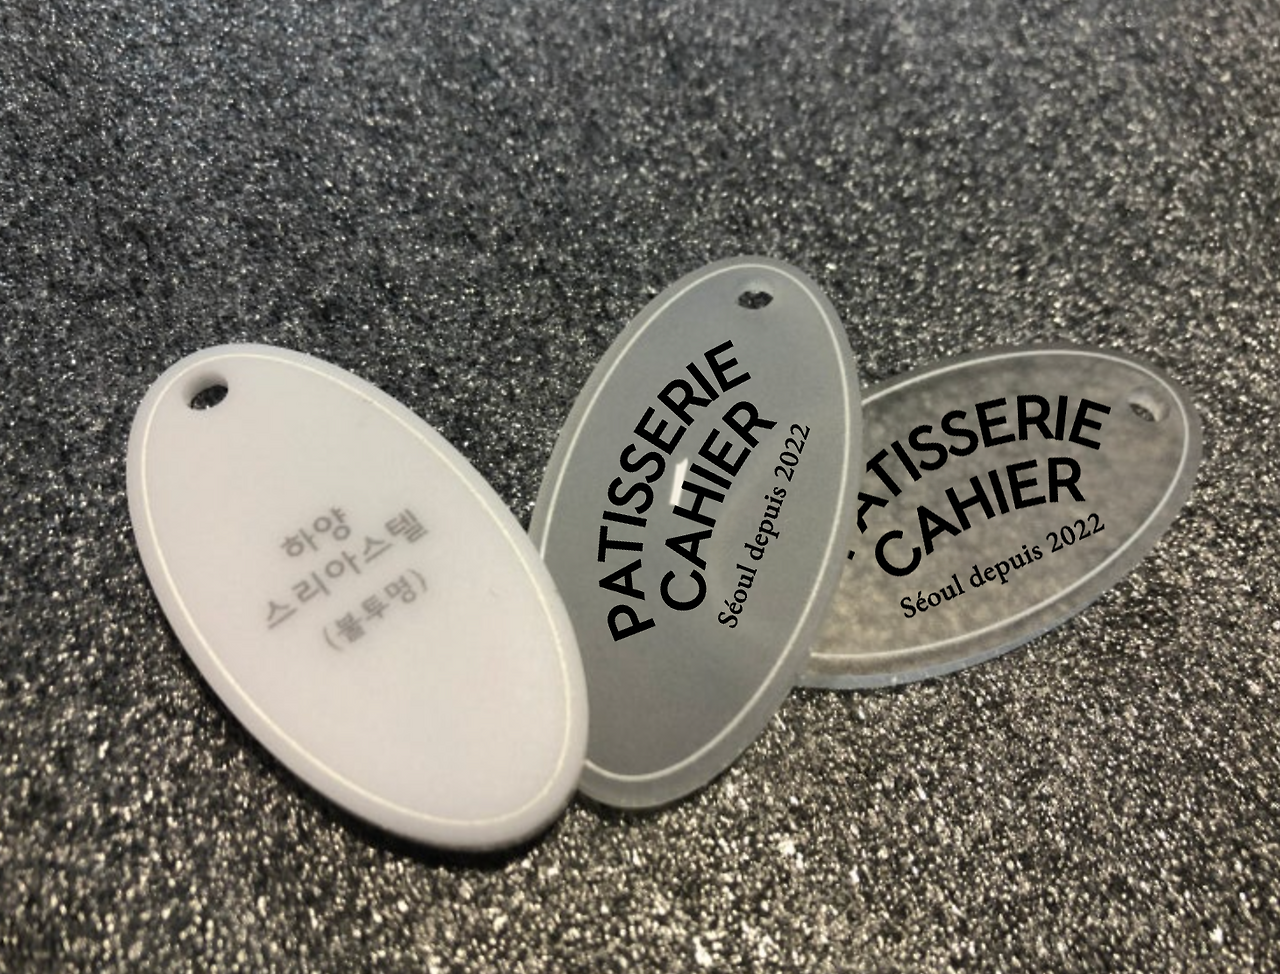 하양
스리아스텔
(불투명)
PATISSERIE
CAHIER
Séoul depuis 2022
ATISSERIE
CAHIER
Séoul depuis 2022